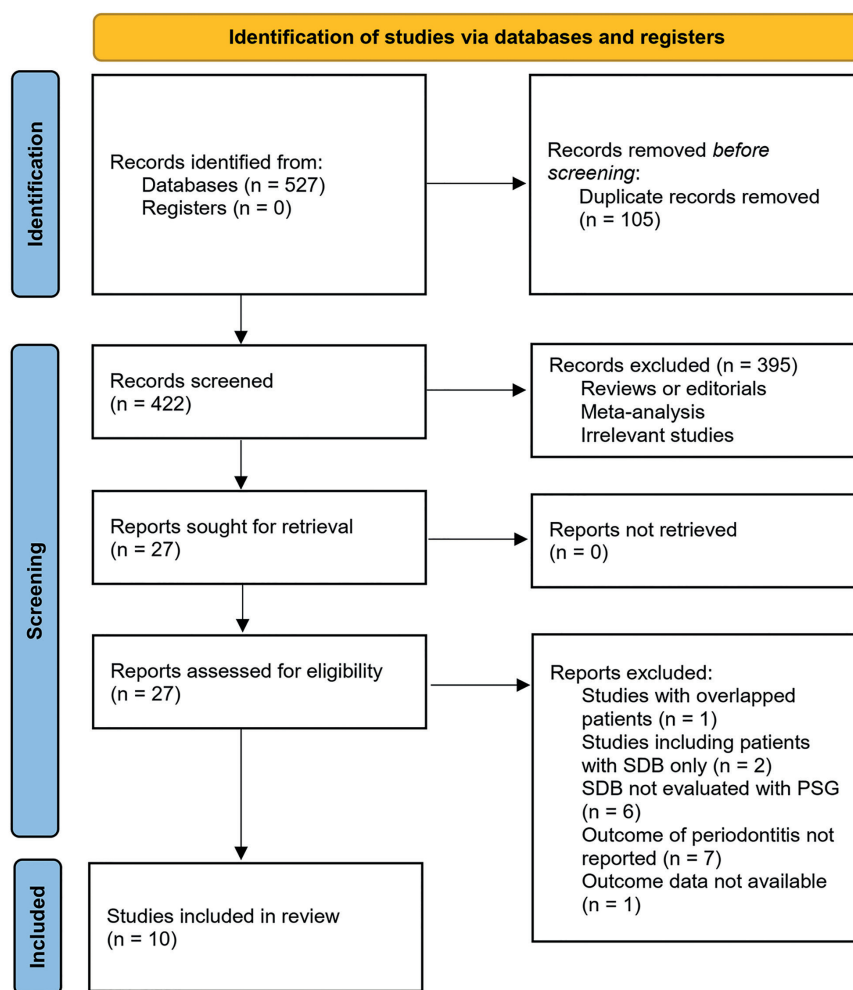 Identification of studies via databases and registers
Identification
Records identified from:
Databases (n = 527)
Registers (n = 0)
Records removed before
screening:
Duplicate records removed
(n = 105)
Screening
Records screened
(n = 422)
Records excluded (n = 395)
Reviews or editorials
Meta-analysis
Irrelevant studies
Reports sought for retrieval
(n = 27)
Reports not retrieved
(n = 0)
Reports assessed for eligibility
(n = 27)
Reports excluded:
Studies with overlapped
patients (n = 1)
Studies including patients
with SDB only (n = 2)
SDB not evaluated with PSG
(n = 6)
Outcome of periodontitis not
reported (n = 7)
Outcome data not available
(n = 1)
Included
Studies included in review
(n = 10)